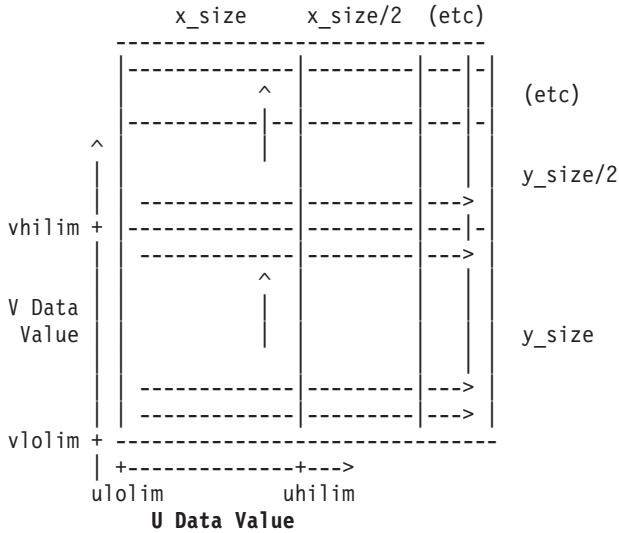 x_size x_size/2 (etc)
(etc)
y_size/2
vhilim +
V Data
Value
y_size
vlolim +
+ +
ulolim uhilim
U Data Value